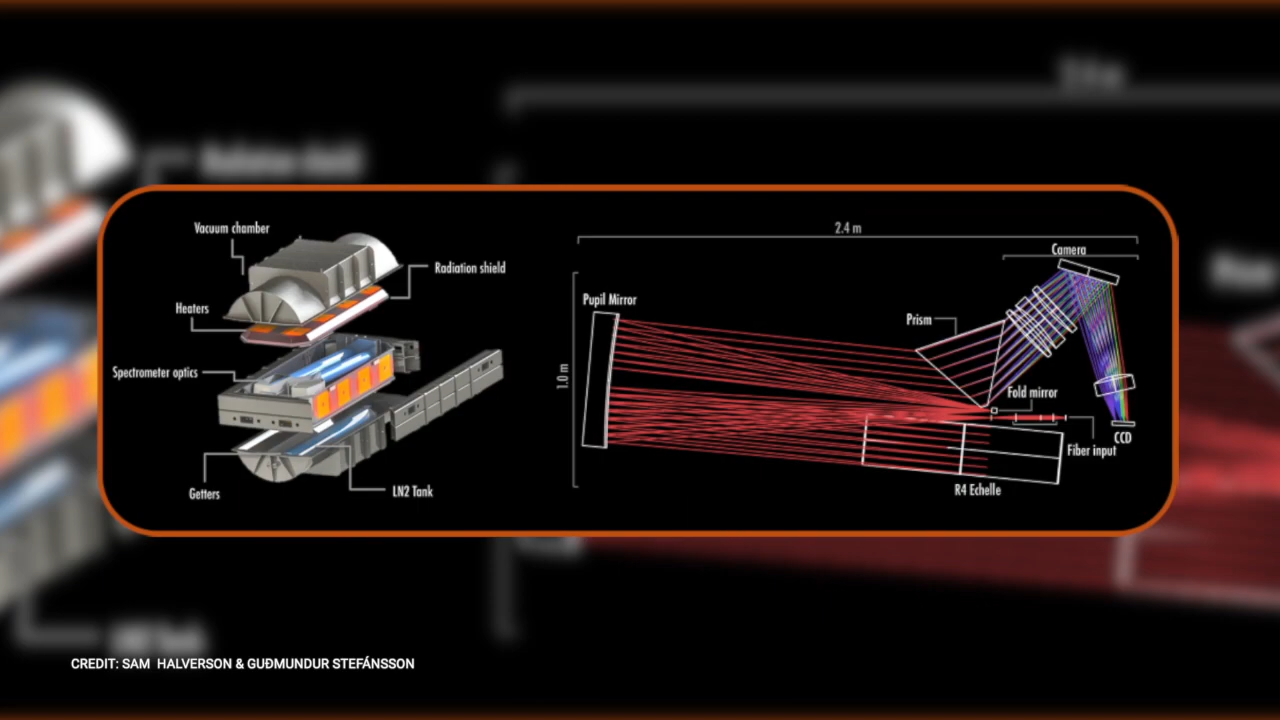 Vacuum chamber
Radiation shield
Heaters
Spectrometer optics
Getters
LN2 Tank
2.4 m
Camera
Pupil Mirror
Prism
1.0 m
Fold mirror
Fiber input
CCD
R4 Echelle
CREDIT: SAM HALVERSON & GUÐMUNDUR STEFÁNSSON